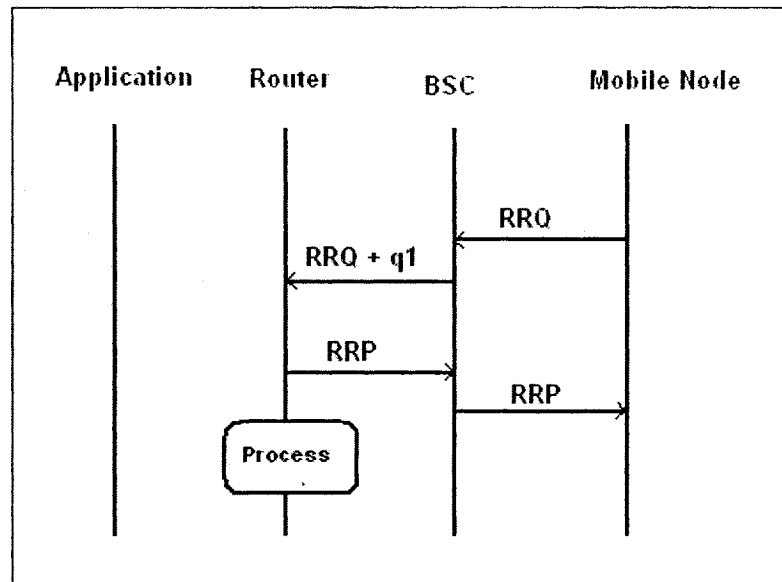 Application Router BSC Mobile Node
RRQ
RRQ + q1
RRP
RRP
Process